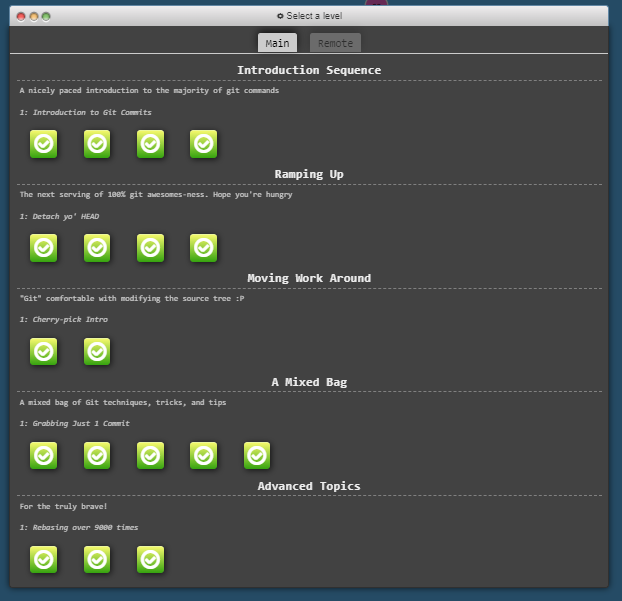 Select a level
Main Remote
Introduction Sequence
A nicely paced introduction to the majority of git commands
1: Introduction to Git Commits
Ramping Up
The next serving of 100% git awesomes-ness. Hope you're hungry
1: Detach yo' HEAD
Moving Work Around
"Git" comfortable with modifying the source tree :P
1: Cherry-pick Intro
A Mixed Bag
A mixed bag of Git techniques, tricks, and tips
1: Grabbing Just 1 Commit
Advanced Topics
For the truly brave!
1: Rebasing over 9000 times